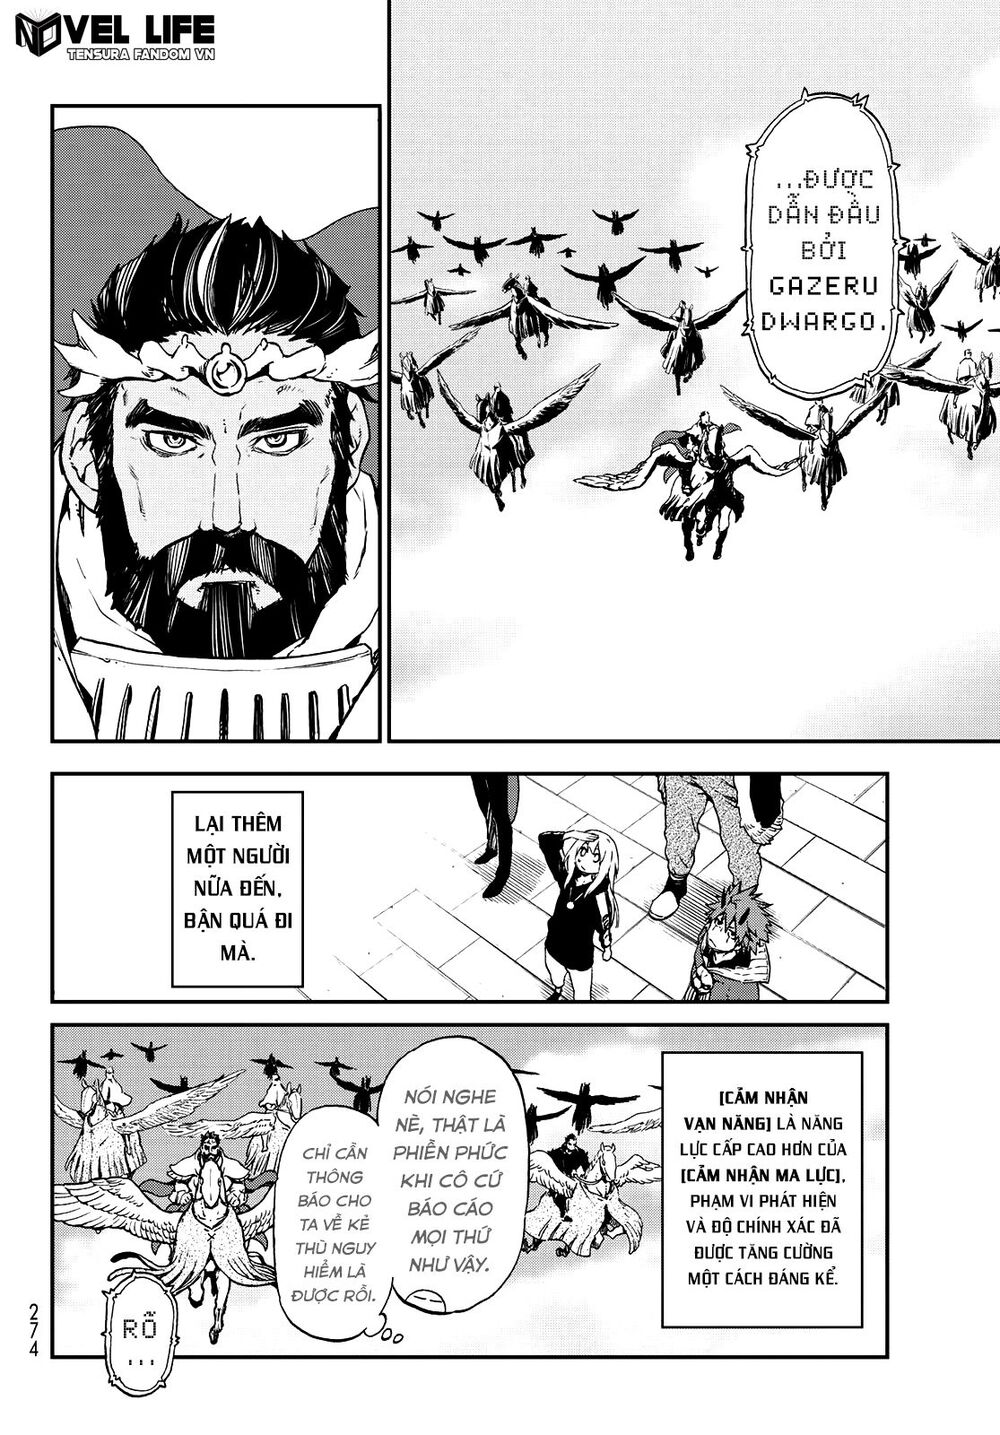 NOVEL LIFE
TENSURA FANDOM VN
...ĐƯỢC
DẪN ĐẦU
BỞI
GAZERU
DWARGO.
LẠI THÊM
MỘT NGƯỜI
NỮA ĐẾN,
BẬN QUÁ ĐI
MÀ.
[CẢM NHẬN
VẠN NĂNG] LÀ NĂNG
LỰC CẤP CAO HƠN CỦA
[CẢM NHẬN MA LỰC],
PHẠM VI PHÁT HIỆN
VÀ ĐỘ CHÍNH XÁC ĐÃ
ĐƯỢC TĂNG CƯỜNG
MỘT CÁCH ĐÁNG KỂ.
NÓI NGHE
NÈ, THẬT LÀ
PHIỀN PHỨC
KHI CÔ CỨ
BÁO CÁO
MỌI THỨ
NHƯ VẬY.
CHỈ CẦN
THÔNG
BÁO CHO
TA VỀ KẺ
THÙ NGUY
HIỂM LÀ
ĐƯỢC RỒI.
RÕ
...
274